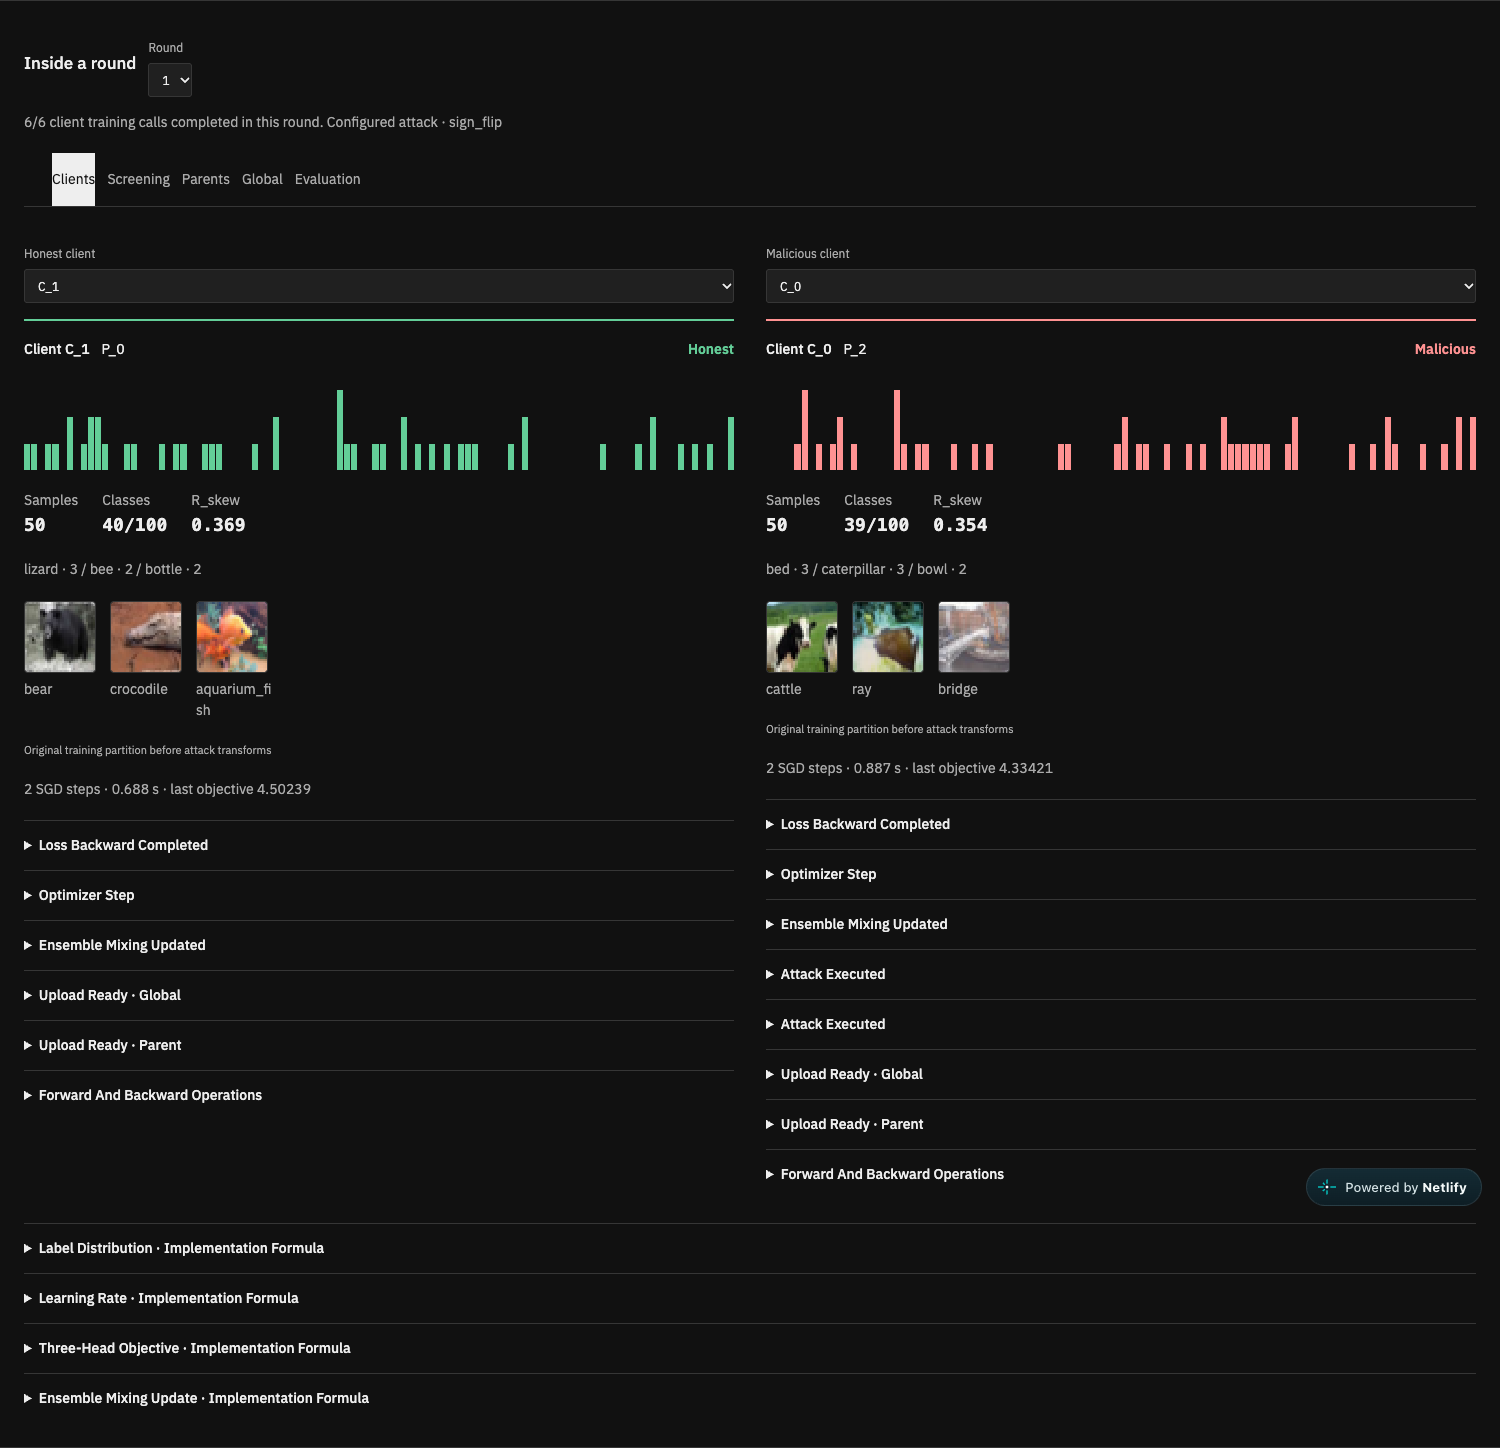 Inside a round
Round
1
6/6 client training calls completed in this round. Configured attack · sign_flip
Clients Screening Parents Global Evaluation
Honest client
C_1
Client C_1 P_0 Honest
Samples Classes R_skew
50 40/100 0.369
lizard · 3 / bee · 2 / bottle · 2
bear crocodile aquarium_fi
sh
Original training partition before attack transforms
2 SGD steps · 0.688 s · last objective 4.50239
Loss Backward Completed
Optimizer Step
Ensemble Mixing Updated
Upload Ready · Global
Upload Ready · Parent
Forward And Backward Operations
Malicious client
C_0
Client C_0 P_2 Malicious
Samples Classes R_skew
50 39/100 0.354
bed · 3 / caterpillar · 3 / bowl · 2
cattle ray bridge
Original training partition before attack transforms
2 SGD steps · 0.887 s · last objective 4.33421
Loss Backward Completed
Optimizer Step
Ensemble Mixing Updated
Attack Executed
Attack Executed
Upload Ready · Global
Upload Ready · Parent
Forward And Backward Operations
Powered by Netlify
Label Distribution · Implementation Formula
Learning Rate · Implementation Formula
Three-Head Objective · Implementation Formula
Ensemble Mixing Update · Implementation Formula